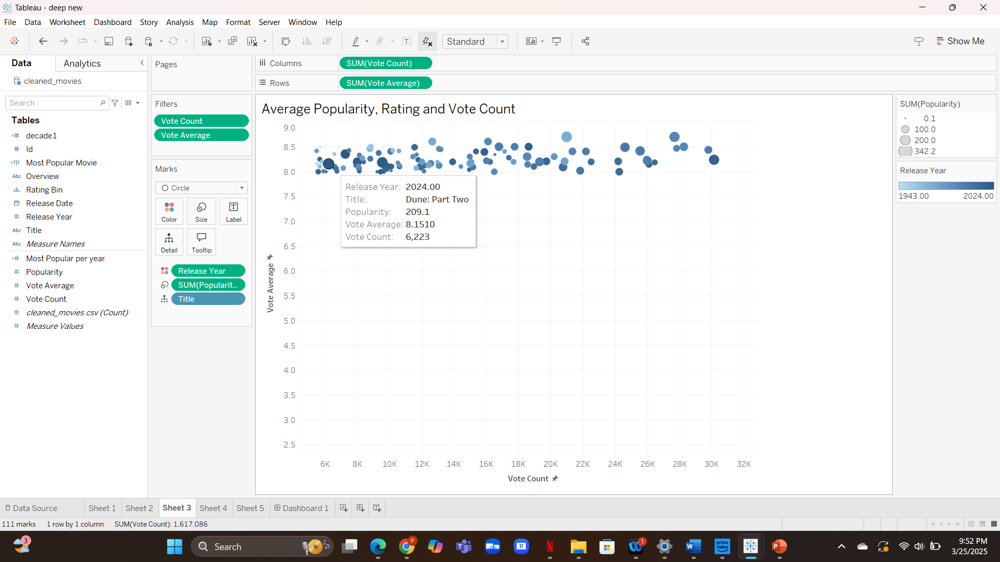 Tableau - deep new
File Data Worksheet Dashboard Story Analysis Map Format Server Window Help
Standard
Show Me
Data Analytics
cleaned_movies
Search
Tables
decade1
Id
=T|F Most Popular Movie
Abc Overview
Rating Bin
Release Date
Release Year
Abc Title
Abc Measure Names
Most Popular per year
Popularity
Vote Average
Vote Count
cleaned_movies.csv (Count)
Measure Values
Pages
Filters
Vote Count
Vote Average
Marks
Circle
Color Size Label
Detail Tooltip
Release Year
SUM(Popularit..
Title
Columns SUM(Vote Count)
Rows SUM(Vote Average)
Average Popularity, Rating and Vote Count
9.0
8.5
8.0
7.5
7.0
6.5
6.0
5.5
5.0
4.5
4.0
3.5
3.0
2.5
Vote Average
Release Year: 2024.00
Title: Dune: Part Two
Popularity: 209.1
Vote Average: 8.1510
Vote Count: 6,223
6K 8K 10K 12K 14K 16K 18K 20K 22K 24K 26K 28K 30K 32K
Vote Count
SUM(Popularity)
0.1
100.0
200.0
342.2
Release Year
1943.00 2024.00
Data Source Sheet 1 Sheet 2 Sheet 3 Sheet 4 Sheet 5 Dashboard 1
111 marks 1 row by 1 column SUM(Vote Count): 1,617,086
3
Search
P
N
1
W
prime video
P
9:52 PM
3/25/2025